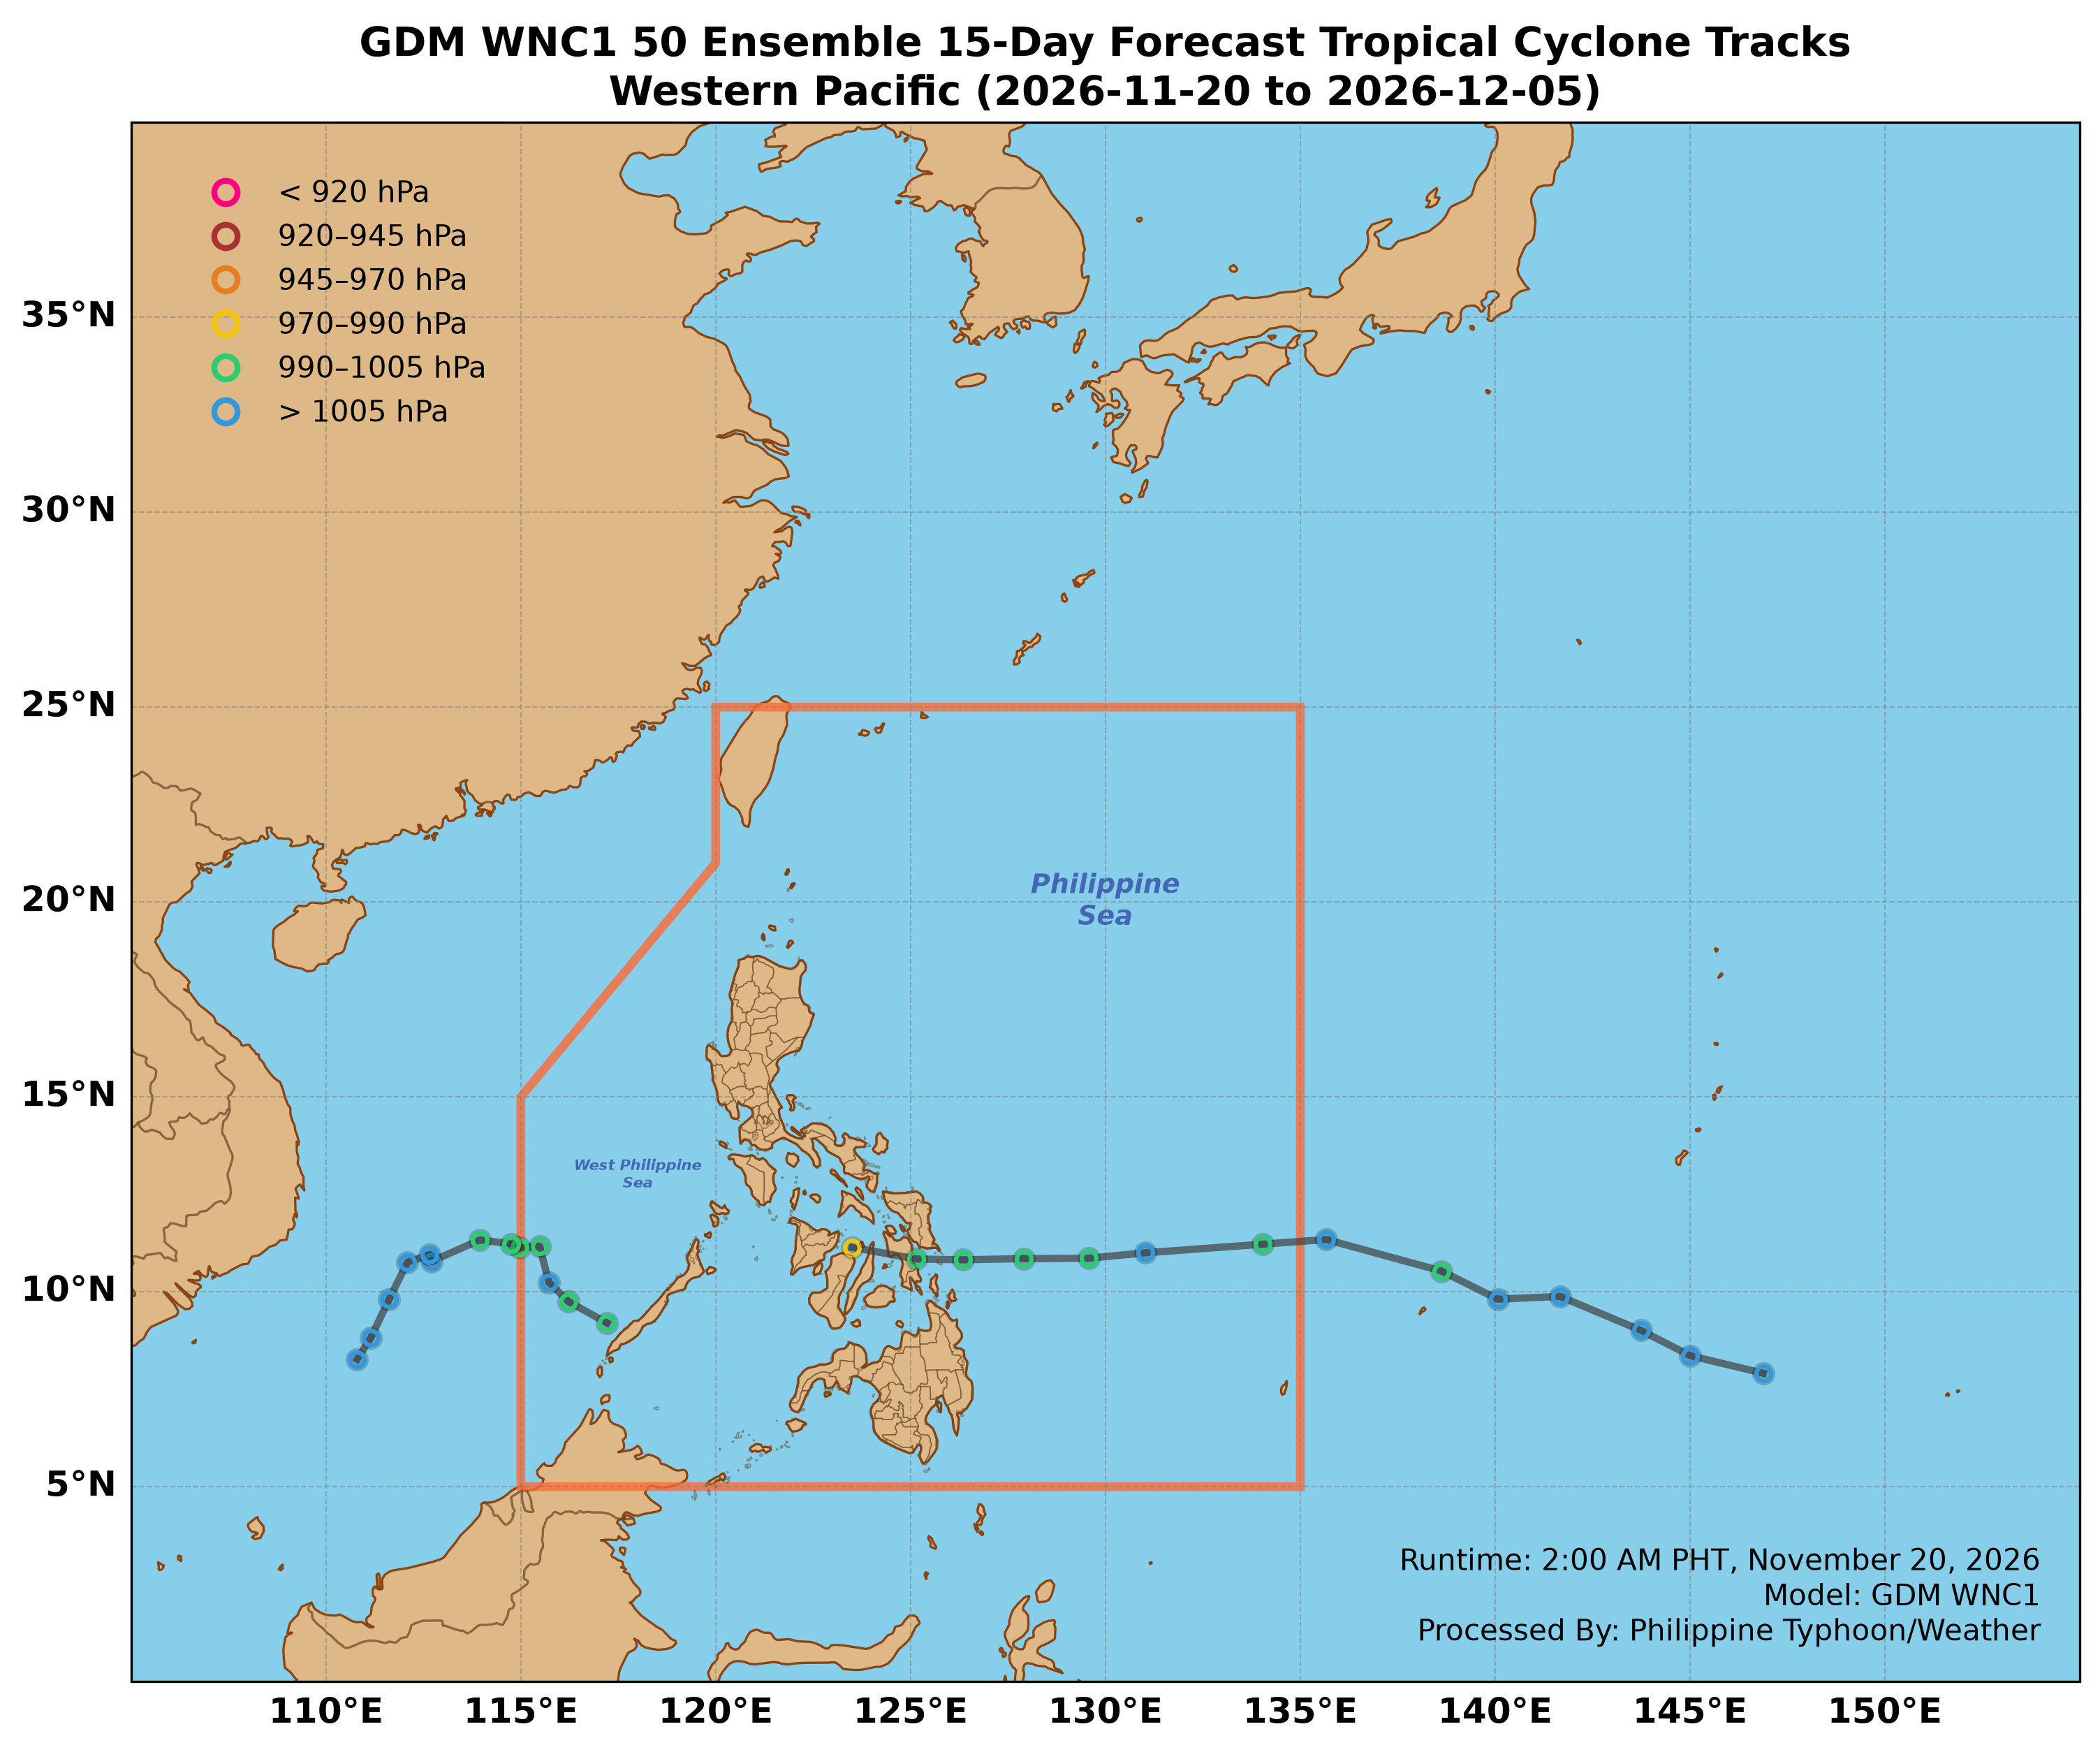 GDM WNC1 50 Ensemble 15-Day Forecast Tropical Cyclone Tracks
Western Pacific (2026-11-20 to 2026-12-05)
< 920 hPa
920–945 hPa
945–970 hPa
970–990 hPa
990–1005 hPa
> 1005 hPa
35°N
30°N
25°N
20°N
15°N
10°N
5°N
Philippine
Sea
West Philippine
Sea
Runtime: 2:00 AM PHT, November 20, 2026
Model: GDM WNC1
Processed By: Philippine Typhoon/Weather
110°E
115°E
120°E
125°E
130°E
135°E
140°E
145°E
150°E